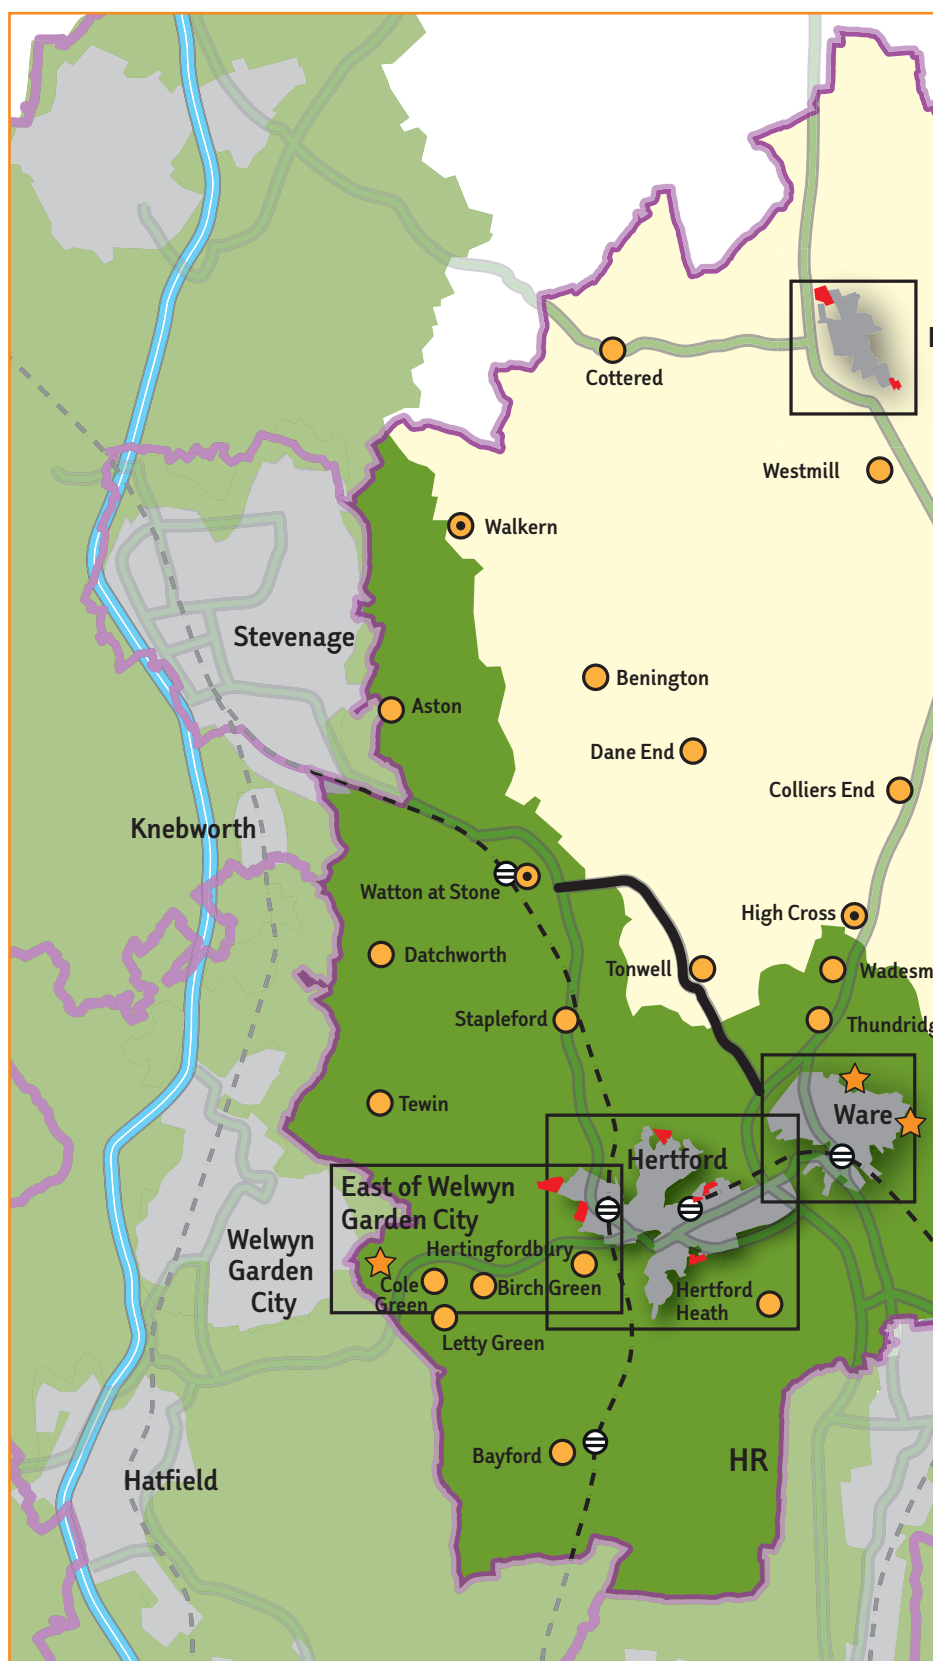 Cottered
Westmill
Walkern
Stevenage
Benington
Aston
Dane End
Colliers End
Knebworth
Watton at Stone
High Cross
Datchworth
Tonwell
Wadesm
Stapleford
Thundridg
Tewin
Ware
Hertford
East of Welwyn
Garden City
Welwyn
Garden
City
Hertingfordbury
Cole
Green
Birch Green
Hertford
Heath
Letty Green
Bayford
HR
Hatfield